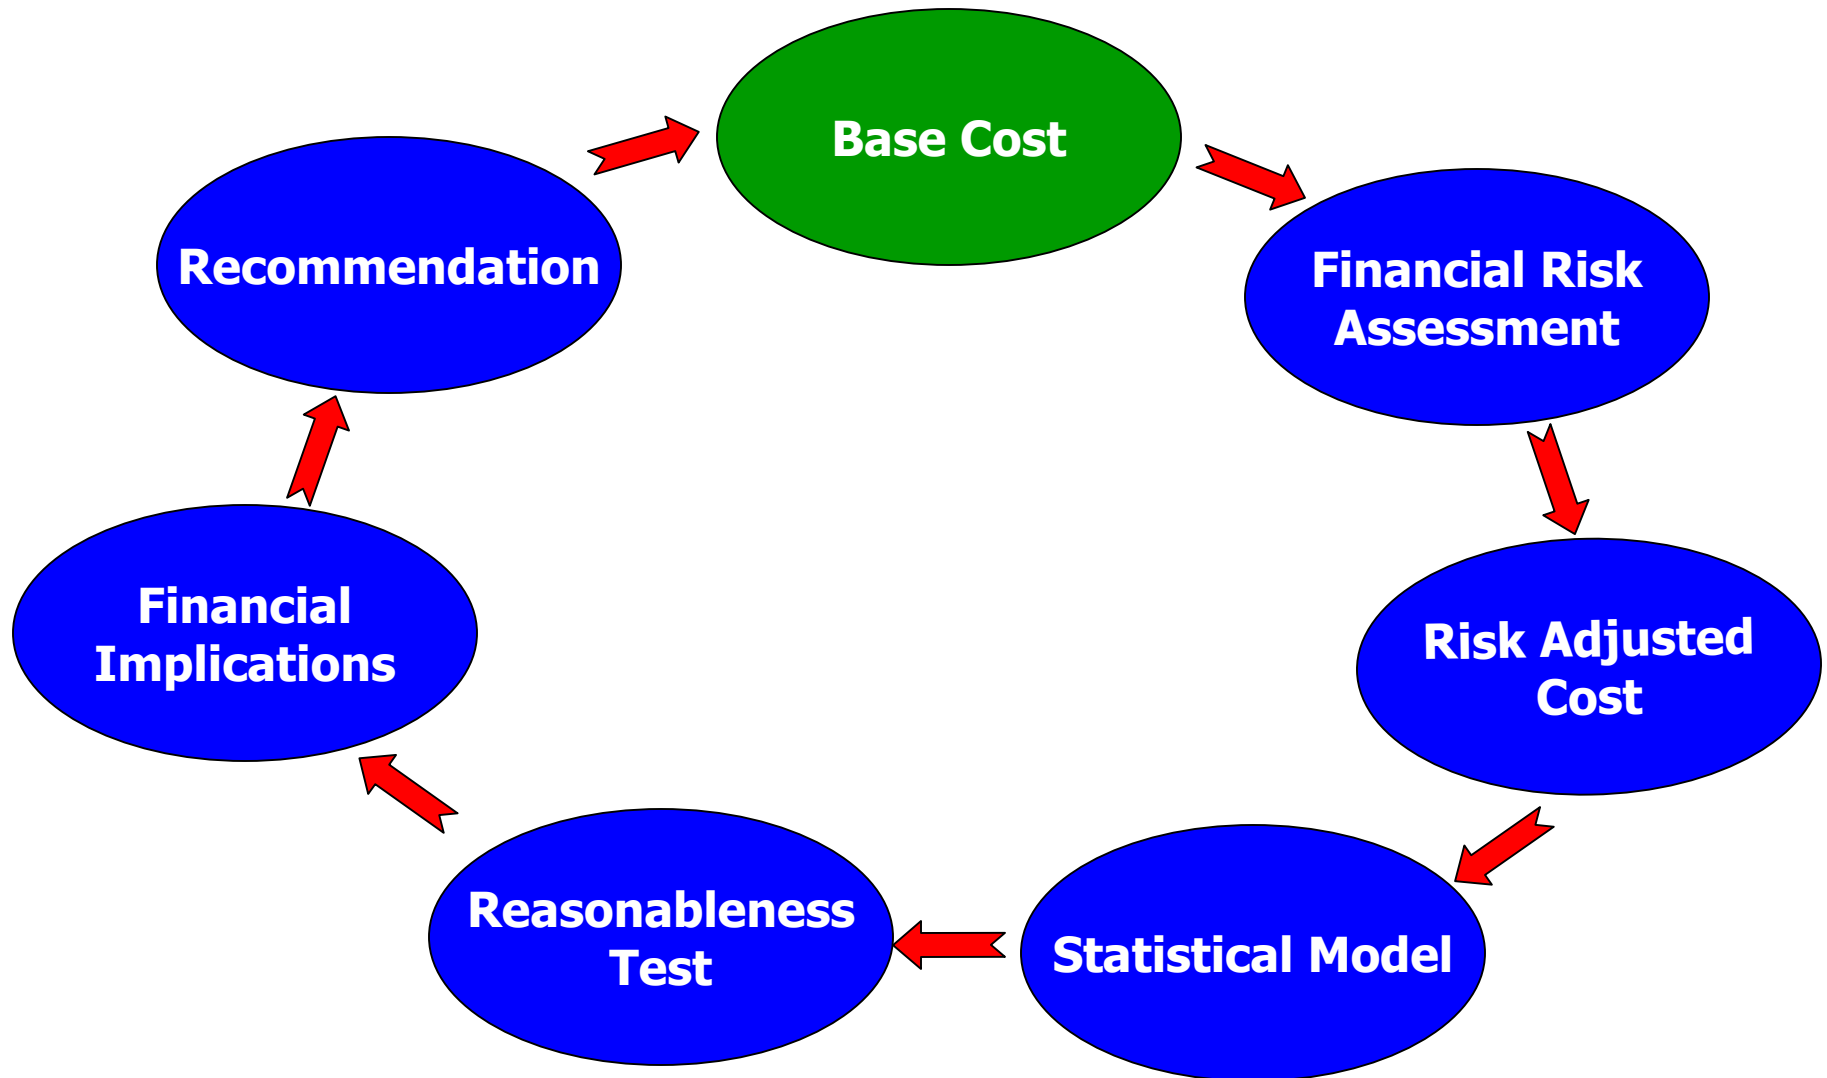 Base Cost
Financial Risk
Assessment
Risk Adjusted
Cost
Statistical Model
Reasonableness
Test
Financial
Implications
Recommendation